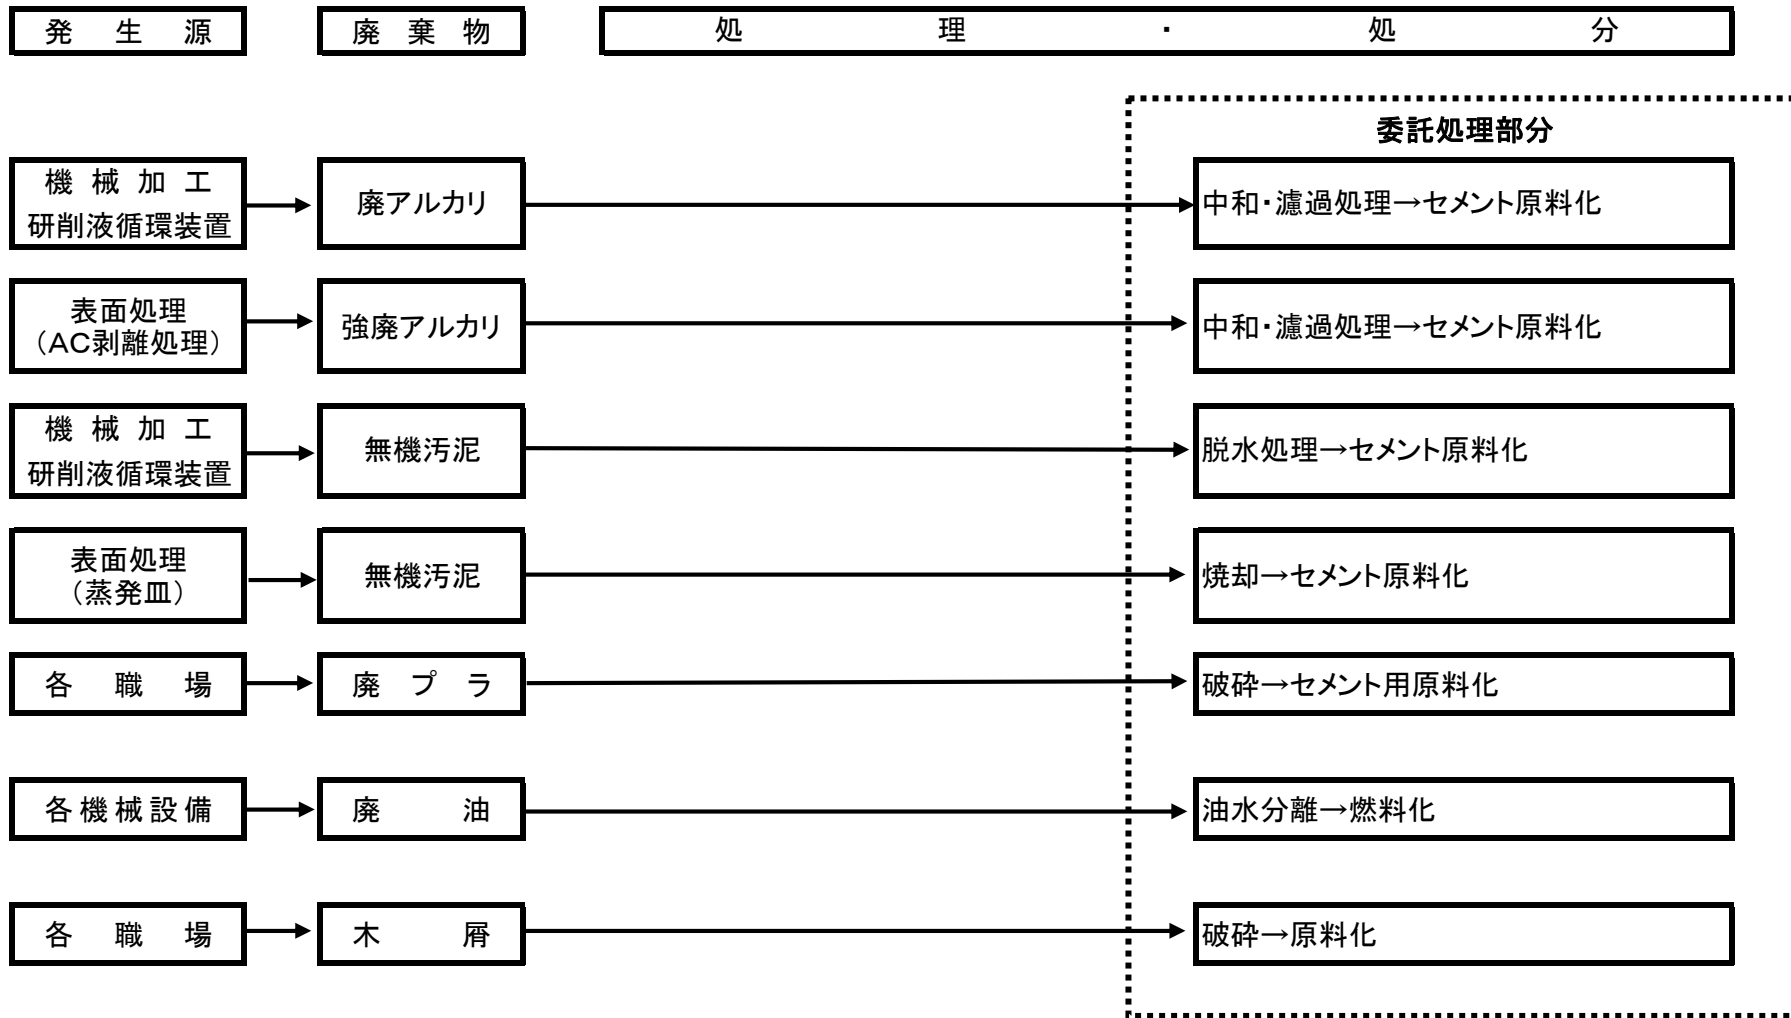 発生源
廃棄物
処理・処分
委託処理部分
機械加工
研削液循環装置
廃アルカリ
中和・濾過処理→セメント原料化
表面処理
（AC剥離処理）
強廃アルカリ
中和・濾過処理→セメント原料化
機械加工
研削液循環装置
無機汚泥
脱水処理→セメント原料化
表面処理
（蒸発皿）
無機汚泥
焼却→セメント原料化
各職場
廃プラ
破砕→セメント用原料化
各機械設備
廃油
油水分離→燃料化
各職場
木屑
破砕→原料化